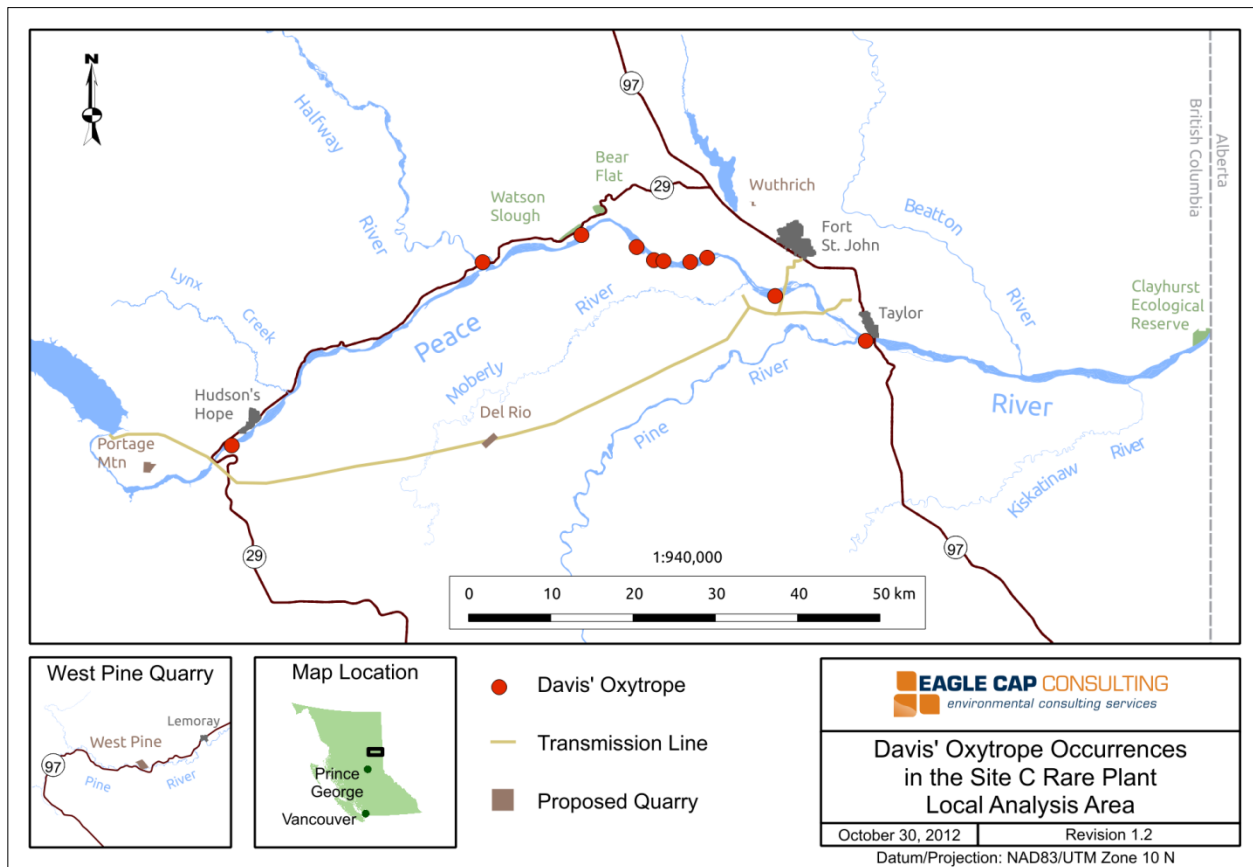 N
97
Halfway
River
Bear
Flat
29
Wuthrich
Watson
Slough
Fort
St. John
Beatton
River
British Columbia
Alberta
Lynx
Creek
Peace
River
Moberly
River
Taylor
Clayhurst
Ecological
Reserve
Hudson's
Hope
Del Rio
Pine
River
River
Portage
Mtn
Kiskatinaw
River
29
97
1:940,000
0 10 20 30 40 50 km
West Pine Quarry
Lemoray
West Pine
97
Pine
River
Map Location
Prince
George
Vancouver
Davis' Oxytrope
Transmission Line
Proposed Quarry
EAGLE CAP CONSULTING
environmental consulting services
Davis' Oxytrope Occurrences
in the Site C Rare Plant
Local Analysis Area
October 30, 2012 Revision 1.2
Datum/Projection: NAD83/UTM Zone 10 N